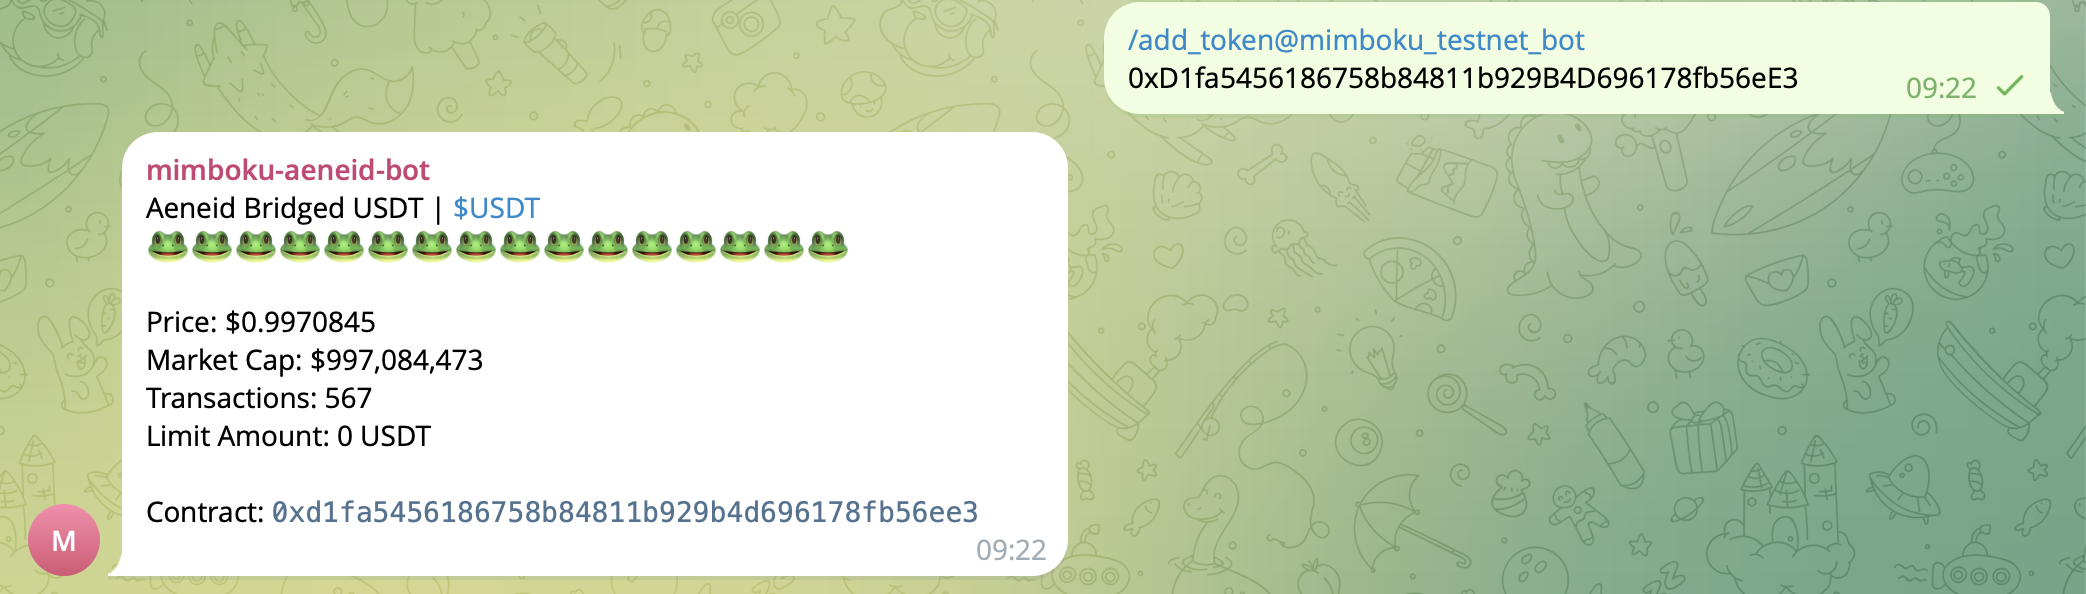 /add_token@mimboku_testnet_bot
0xD1fa5456186758b84811b929B4D696178fb56eE3
09:22
mimboku-aeneid-bot
Aeneid Bridged USDT | $USDT
🐸🐸🐸🐸🐸🐸🐸🐸🐸🐸🐸🐸🐸🐸🐸🐸
Price: $0.9970845
Market Cap: $997,084,473
Transactions: 567
Limit Amount: 0 USDT
Contract: 0xd1fa5456186758b84811b929b4d696178fb56ee3
09:22
M